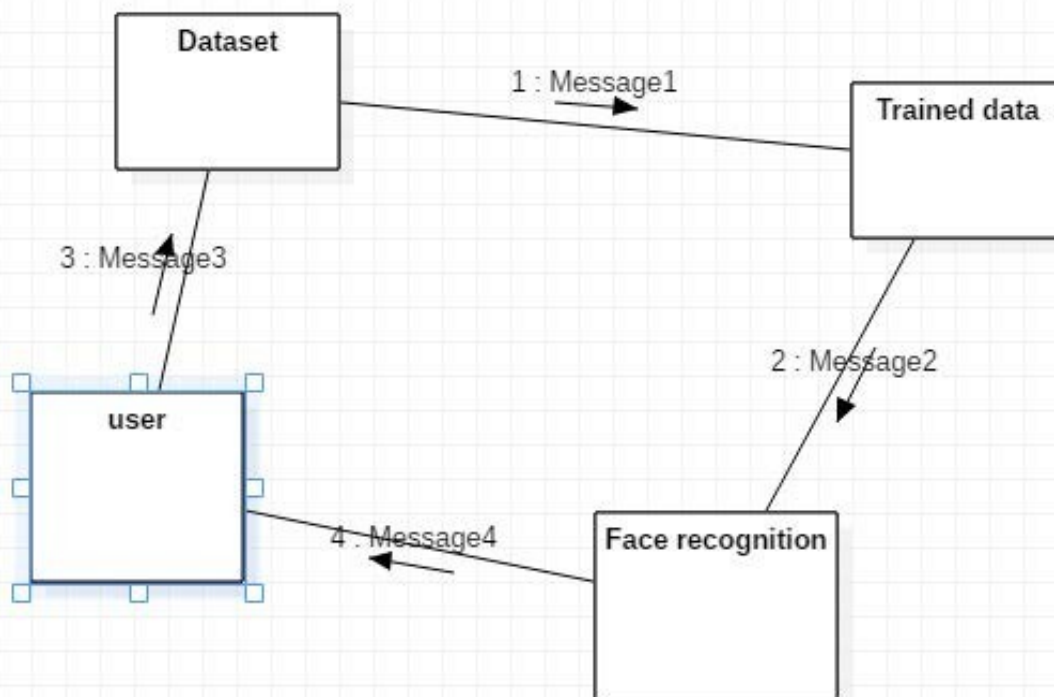 Dataset
1 : Message1
Trained data
3 : Message3
2 : Message2
user
4 : Message4
Face recognition